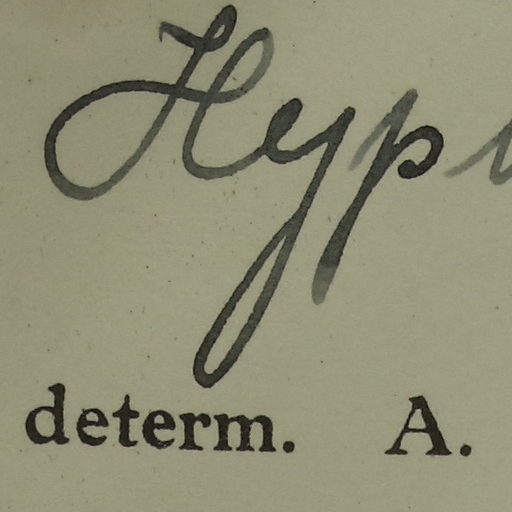 Hyp
determ. A.